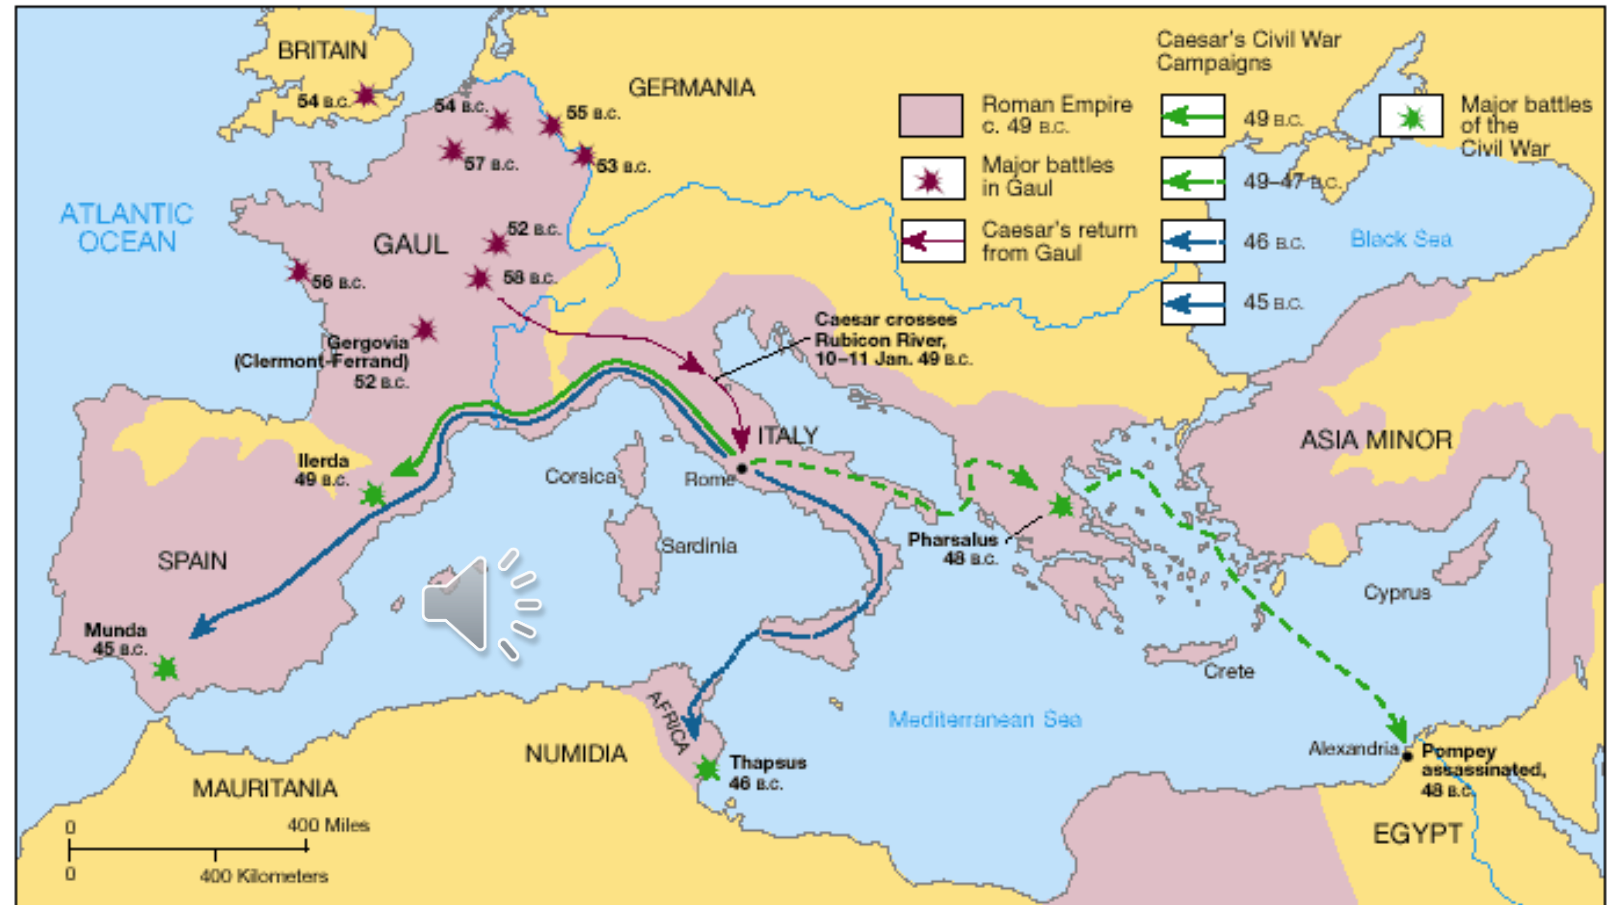 BRITAIN
54 B.C.
GERMANIA
54 B.C.
55 B.C.
57 B.C.
53 B.C.
ATLANTIC
OCEAN
GAUL
52 B.C.
56 B.C.
58 B.C.
Gergovia
(Clermont-Ferrand)
52 B.C.
Caesar's Civil War
Campaigns
Roman Empire
c. 49 B.C.
Major battles
in Gaul
Caesar's return
from Gaul
49 B.C.
49–47 B.C.
46 B.C.
45 B.C.
Major battles
of the
Civil War
Black Sea
Caesar crosses
Rubicon River,
10–11 Jan. 49 B.C.
ITALY
ASIA MINOR
Ilerda
49 B.C.
Corsica
Rome
Sardinia
SPAIN
Pharsalus
48 B.C.
Cyprus
Munda
45 B.C.
Crete
AFRICA
Mediterranean Sea
NUMIDIA
Thapsus
46 B.C.
Alexandria
Pompey
assassinated,
48 B.C.
MAURITANIA
EGYPT
0
400 Miles
0
400 Kilometers